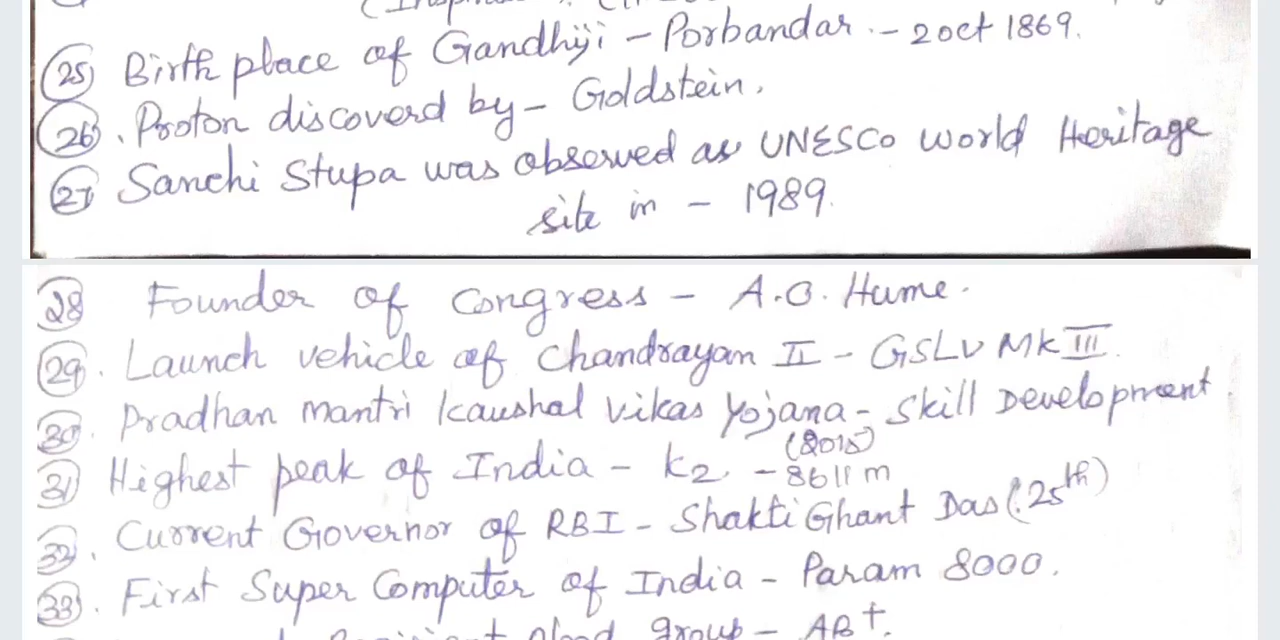 (25) Birth place of Gandhiji - Porbandar. - 2 oct 1869.
(26). Proton discoverd by - Goldstein.
(27) Sanchi Stupa was observed as UNESCO World Heritage
site in - 1989.
(28) Founder of Congress - A.O. Hume.
(29). Launch vehicle of Chandrayan II - GSLV MK III.
(30). Pradhan mantri Kaushal Vikas Yojana - Skill Development.
(2015)
(31) Highest peak of India - K2. - 8611 m
(32). Current Governor of RBI - Shakti Ghant Das (25th)
(33). First Super Computer of India - Param 8000.
group - AB+.